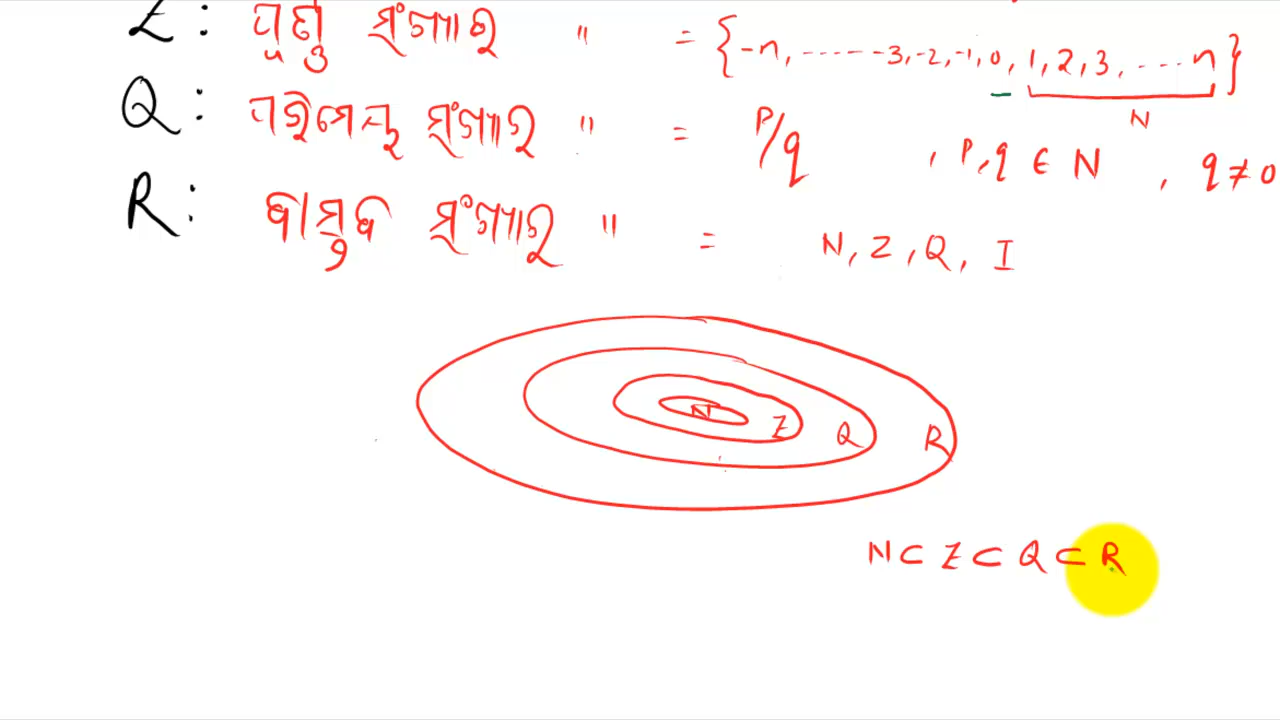 Z : ପୂର୍ଣ୍ଣ ସଂଖ୍ୟାର " = {-n, ------ -3, -2, -1, 0, 1, 2, 3, ... n}
N
Q : ପରିମେୟ ସଂଖ୍ୟାର " = P/q , P, q ∈ N , q ≠ 0
R : ବାସ୍ତବ ସଂଖ୍ୟାର " = N, Z, Q, I
N Z Q R
N ⊂ Z ⊂ Q ⊂ R